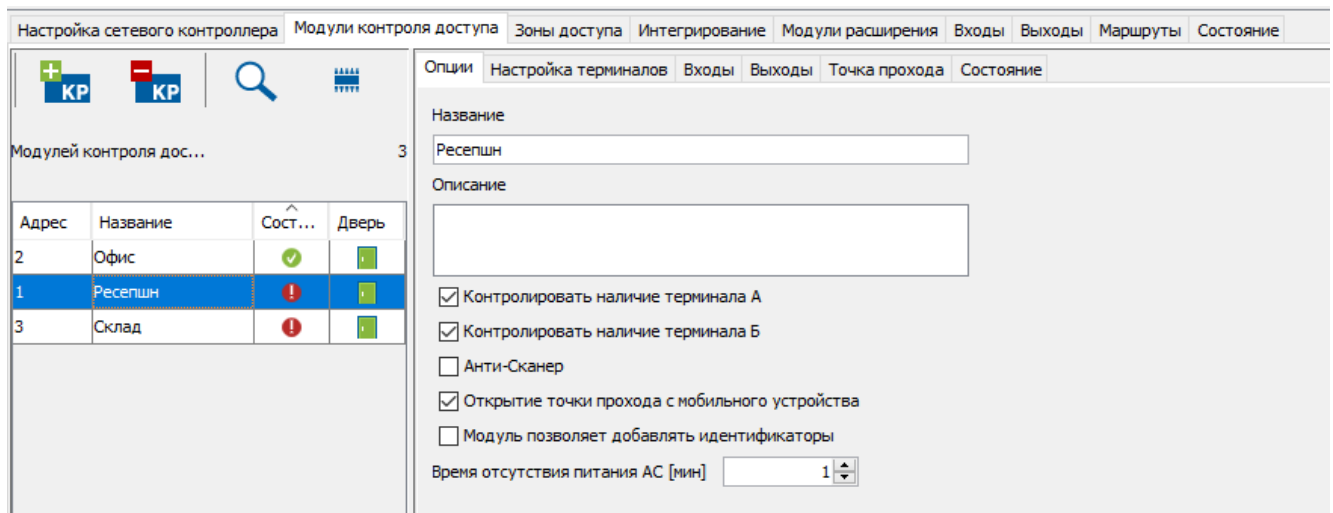 Настройка сетевого контроллера Модули контроля доступа Зоны доступа Интегрирование Модули расширения Входы Выходы Маршруты Состояние
КР КР
Опции Настройка терминалов Входы Выходы Точка прохода Состояние
Название
Модулей контроля дос... 3
Ресепшн
Описание
Адрес Название Сост... Дверь
2 Офис
1 Ресепшн
3 Склад
Контролировать наличие терминала А
Контролировать наличие терминала Б
Анти-Сканер
Открытие точки прохода с мобильного устройства
Модуль позволяет добавлять идентификаторы
Время отсутствия питания АС [мин] 1